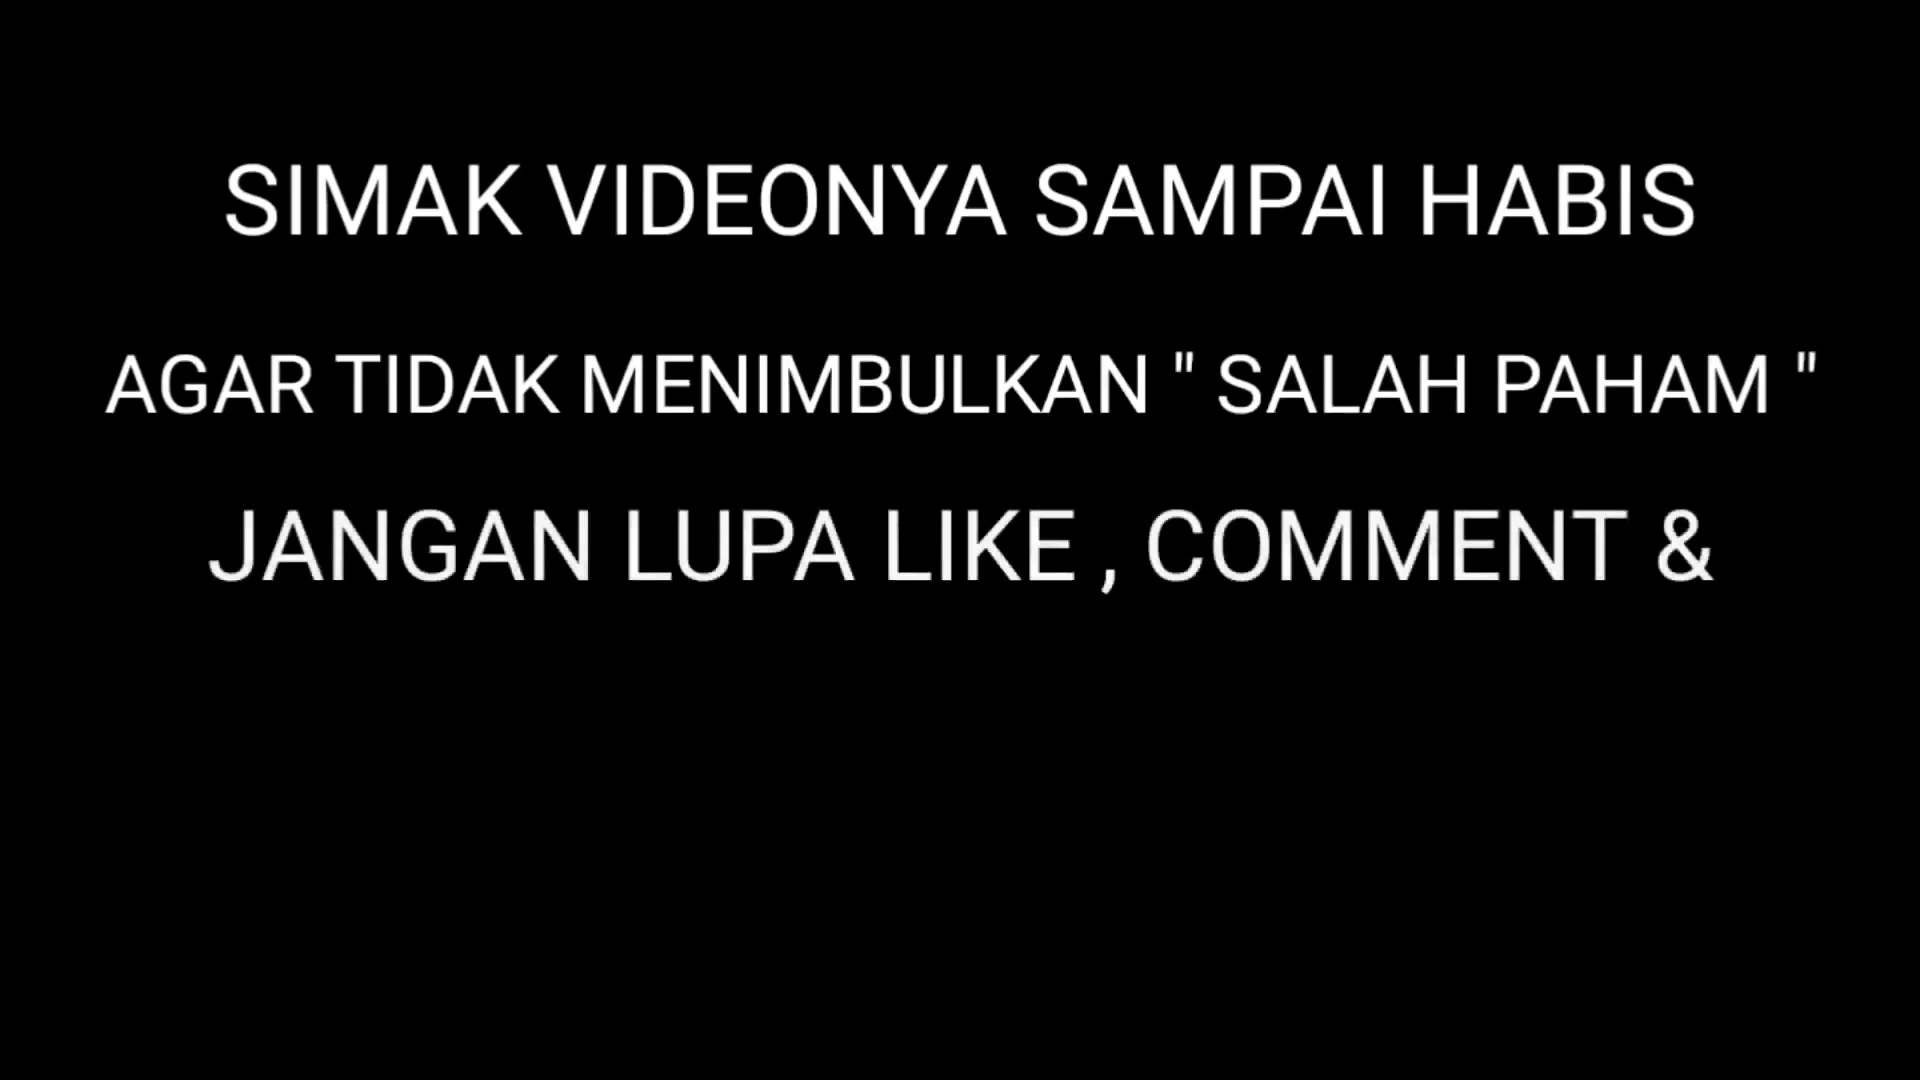 SIMAK VIDEONYA SAMPAI HABIS
AGAR TIDAK MENIMBULKAN " SALAH PAHAM "
JANGAN LUPA LIKE , COMMENT &